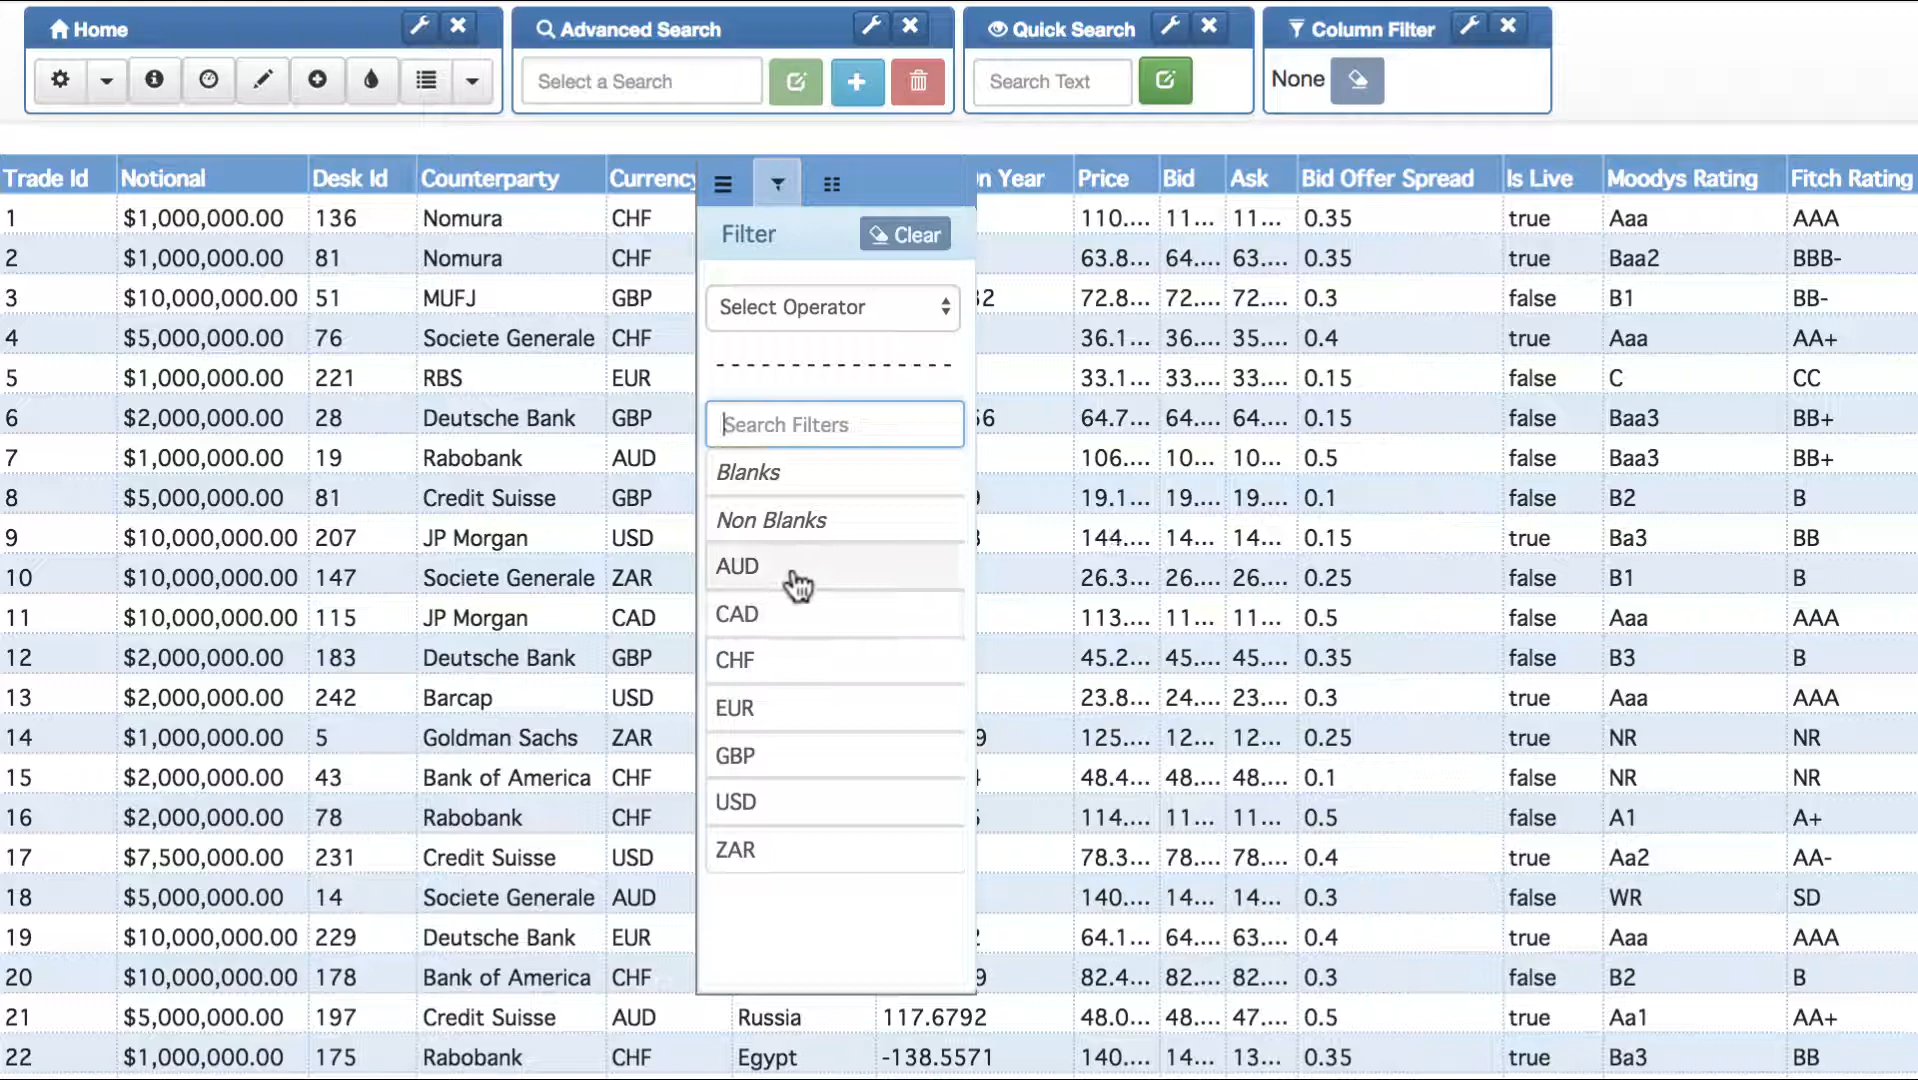 Home Advanced Search Quick Search Column Filter
Select a Search Search Text None
Trade Id Notional Desk Id Counterparty Currency n Year Price Bid Ask Bid Offer Spread Is Live Moodys Rating Fitch Rating
Filter Clear
Select Operator
---------------
Search Filters
Blanks
Non Blanks
AUD
CAD
CHF
EUR
GBP
USD
ZAR
1 $1,000,000.00 136 Nomura CHF 110.... 11... 11... 0.35 true Aaa AAA
2 $1,000,000.00 81 Nomura CHF 63.8... 64.... 63.... 0.35 true Baa2 BBB-
3 $10,000,000.00 51 MUFJ GBP 32 72.8... 72.... 72.... 0.3 false B1 BB-
4 $5,000,000.00 76 Societe Generale CHF 36.1... 36.... 35.... 0.4 true Aaa AA+
5 $1,000,000.00 221 RBS EUR 33.1... 33.... 33.... 0.15 false C CC
6 $2,000,000.00 28 Deutsche Bank GBP 6 64.7... 64.... 64.... 0.15 false Baa3 BB+
7 $1,000,000.00 19 Rabobank AUD 106.... 10... 10... 0.5 false Baa3 BB+
8 $5,000,000.00 81 Credit Suisse GBP 19.1... 19.... 19.... 0.1 false B2 B
9 $10,000,000.00 207 JP Morgan USD 144.... 14... 14... 0.15 true Ba3 BB
10 $10,000,000.00 147 Societe Generale ZAR 26.3... 26.... 26.... 0.25 false B1 B
11 $10,000,000.00 115 JP Morgan CAD 113.... 11... 11... 0.5 false Aaa AAA
12 $2,000,000.00 183 Deutsche Bank GBP 45.2... 45.... 45.... 0.35 false B3 B
13 $2,000,000.00 242 Barcap USD 23.8... 24.... 23.... 0.3 true Aaa AAA
14 $1,000,000.00 5 Goldman Sachs ZAR 9 125.... 12... 12... 0.25 true NR NR
15 $2,000,000.00 43 Bank of America CHF 48.4... 48.... 48.... 0.1 false NR NR
16 $2,000,000.00 78 Rabobank CHF 114.... 11... 11... 0.5 false A1 A+
17 $7,500,000.00 231 Credit Suisse USD 78.3... 78.... 78.... 0.4 true Aa2 AA-
18 $5,000,000.00 14 Societe Generale AUD 140.... 14... 14... 0.3 false WR SD
19 $10,000,000.00 229 Deutsche Bank EUR 64.1... 64.... 63.... 0.4 true Aaa AAA
20 $10,000,000.00 178 Bank of America CHF 9 82.4... 82.... 82.... 0.3 false B2 B
21 $5,000,000.00 197 Credit Suisse AUD Russia 117.6792 48.0... 48.... 47.... 0.5 true Aa1 AA+
22 $1,000,000.00 175 Rabobank CHF Egypt -138.5571 140.... 14... 13... 0.35 true Ba3 BB